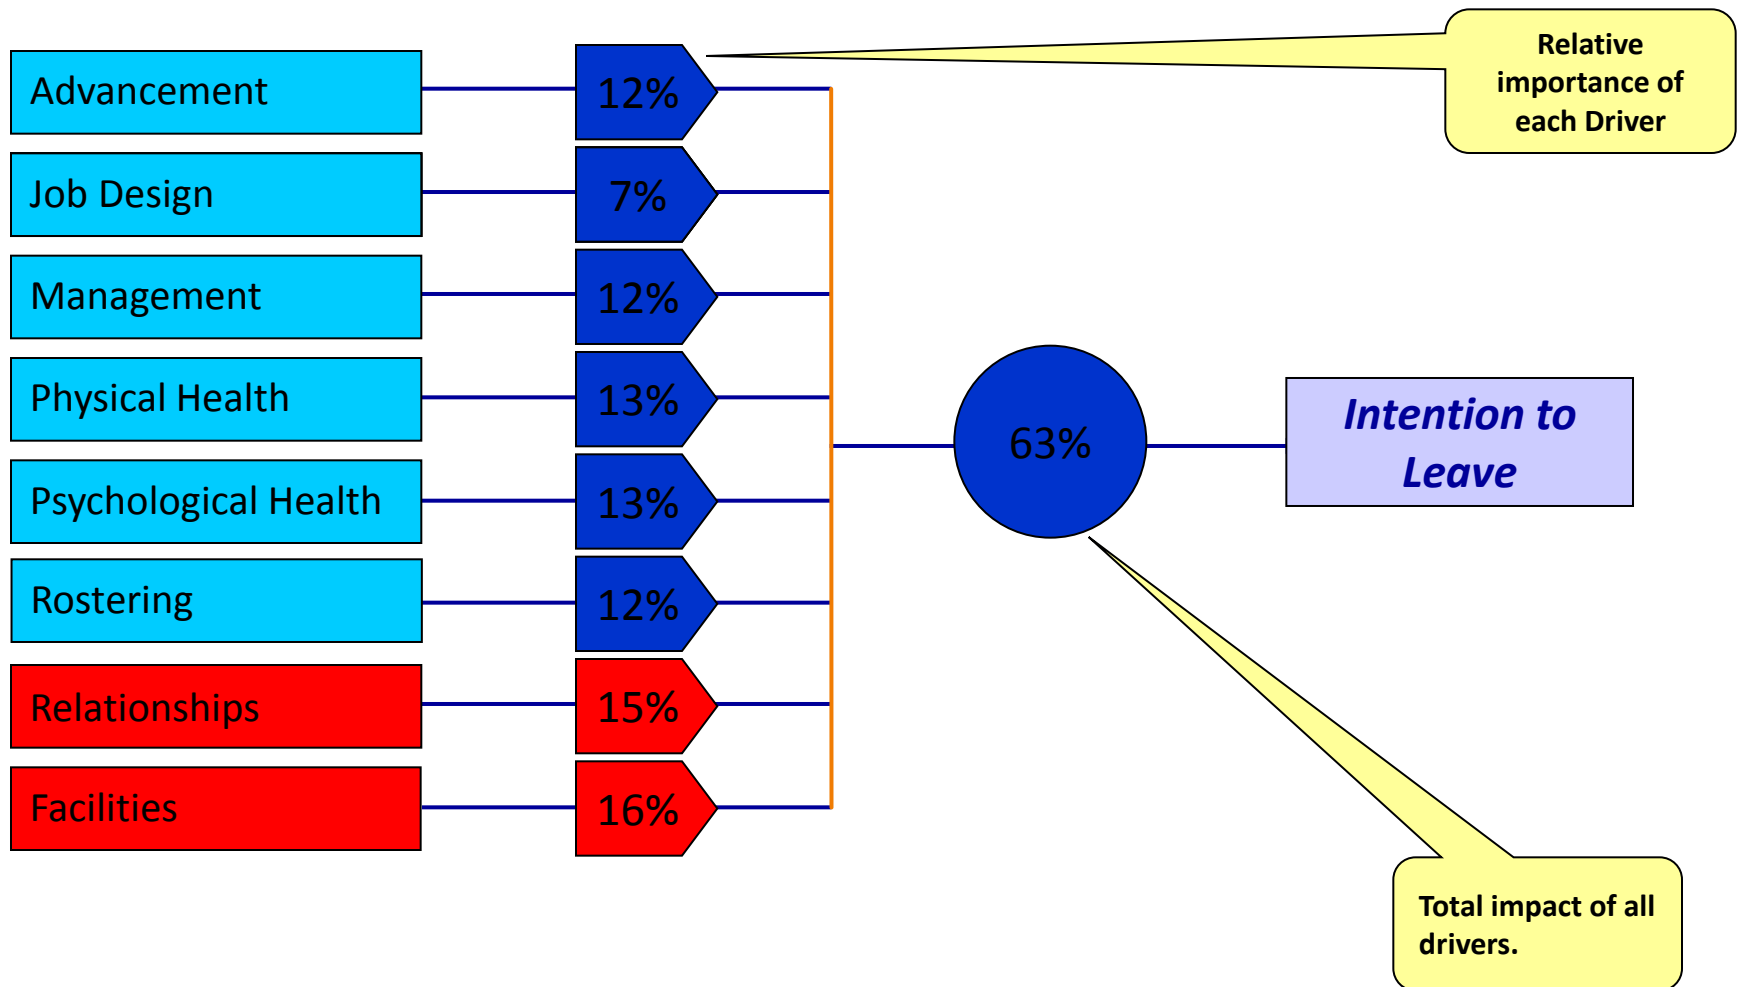 Relative
importance of
each Driver
Advancement
12%
Job Design
7%
Management
12%
Physical Health
13%
Psychological Health
13%
Rostering
12%
Relationships
15%
Facilities
16%
63%
Intention to
Leave
Total impact of all
drivers.